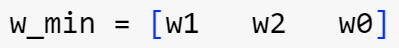 w_min = [w1   w2   w0]